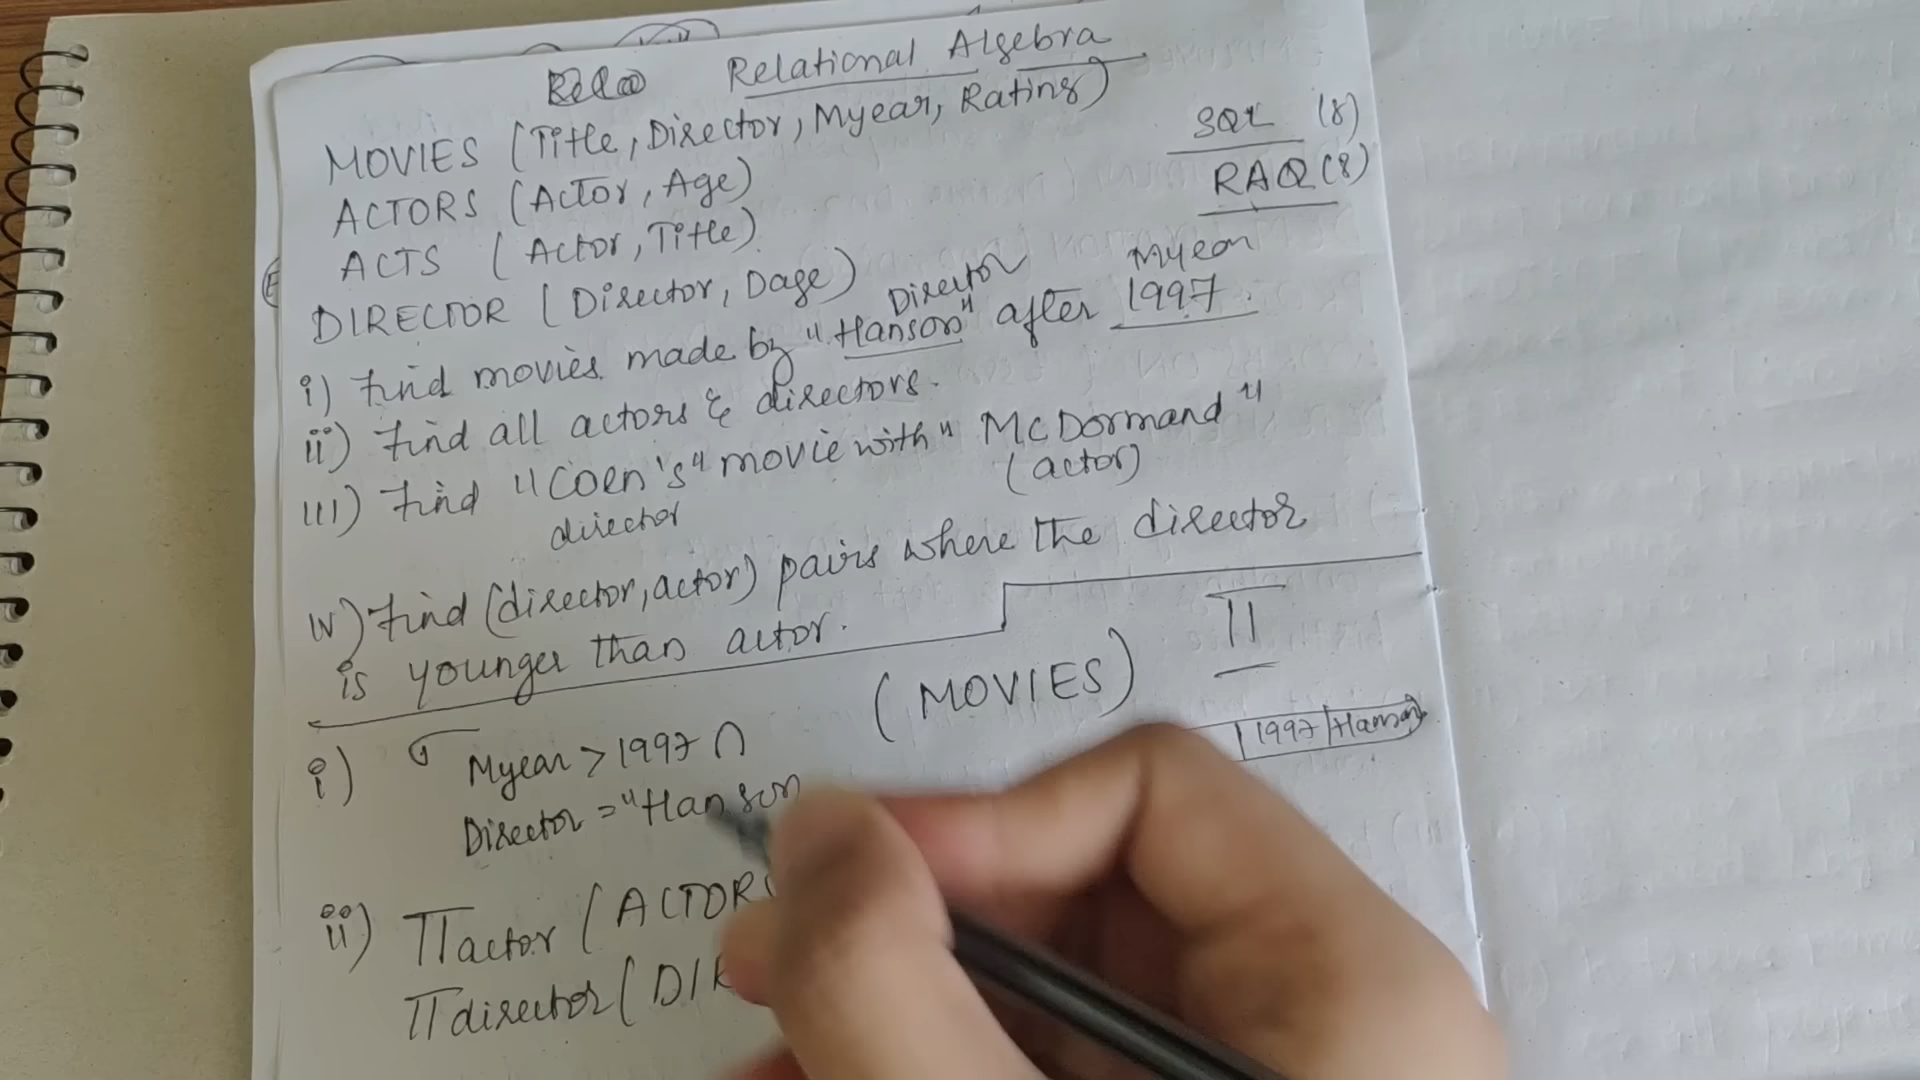 Relational Algebra
MOVIES (Title, Director, Myear, Rating)
SQL (8)
ACTORS (Actor, Age)
RAQ (8)
ACTS (Actor, Title)
DIRECTOR (Director, Dage)
Director
Myear
i) Find movies made by "Hanson" after 1997.
ii) Find all actors & directors.
iii) Find "Coen's" movie with "McDormand"
director
(actor)
iv) Find (director, actor) pairs where the director
is younger than actor.
π
(MOVIES)
1997 | Hanson
i) σ Myear > 1997 ∩
Director = "Hanson
ii) π actor (ACTOR
π director (DIR